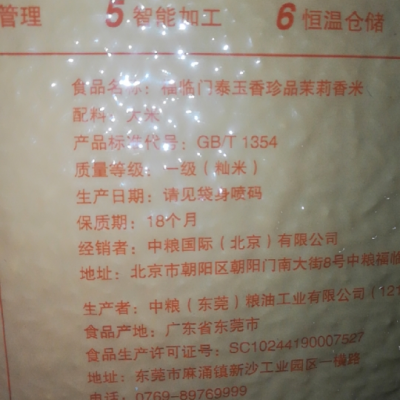 管理 5 智能加工 6 恒温仓储
食品名称：福临门泰玉香珍品茉莉香米
配料：大米
产品标准代号：GB/T 1354
质量等级：一级（籼米）
生产日期：请见袋身喷码
保质期：18个月
经销者：中粮国际（北京）有限公司
地址：北京市朝阳区朝阳门南大街8号中粮福临
生产者：中粮（东莞）粮油工业有限公司（121
食品产地：广东省东莞市
食品生产许可证号：SC10244190007527
地址：东莞市麻涌镇新沙工业园区一横路
电话：0769-89769999